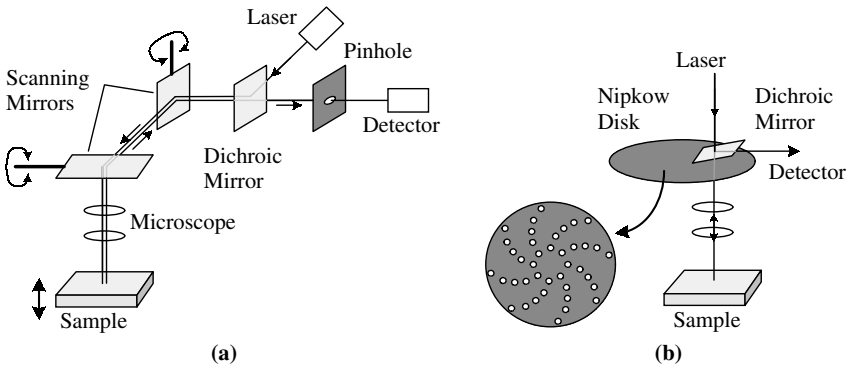 Laser
Pinhole
Scanning
Mirrors
Detector
Dichroic
Mirror
Microscope
Sample
(a)
Laser
Nipkow
Disk
Dichroic
Mirror
Detector
Sample
(b)